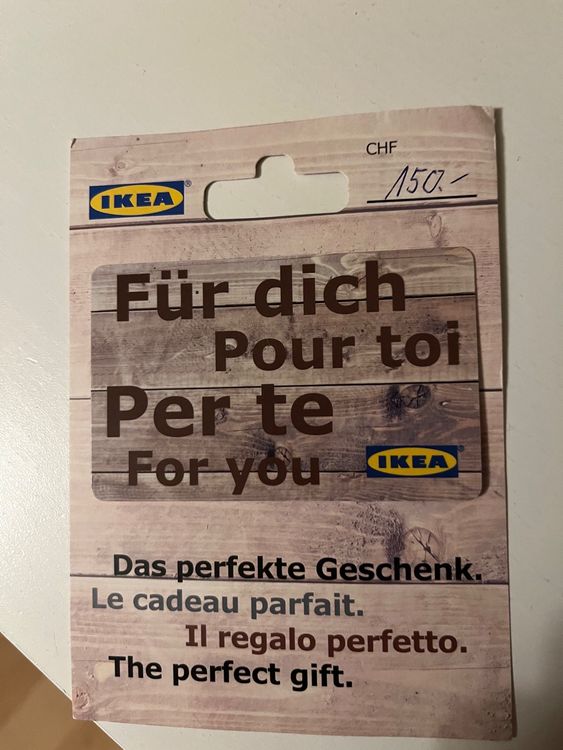 CHF
150.-
IKEA®
Für dich
Pour toi
Per te
For you
IKEA®
Das perfekte Geschenk.
Le cadeau parfait.
Il regalo perfetto.
The perfect gift.